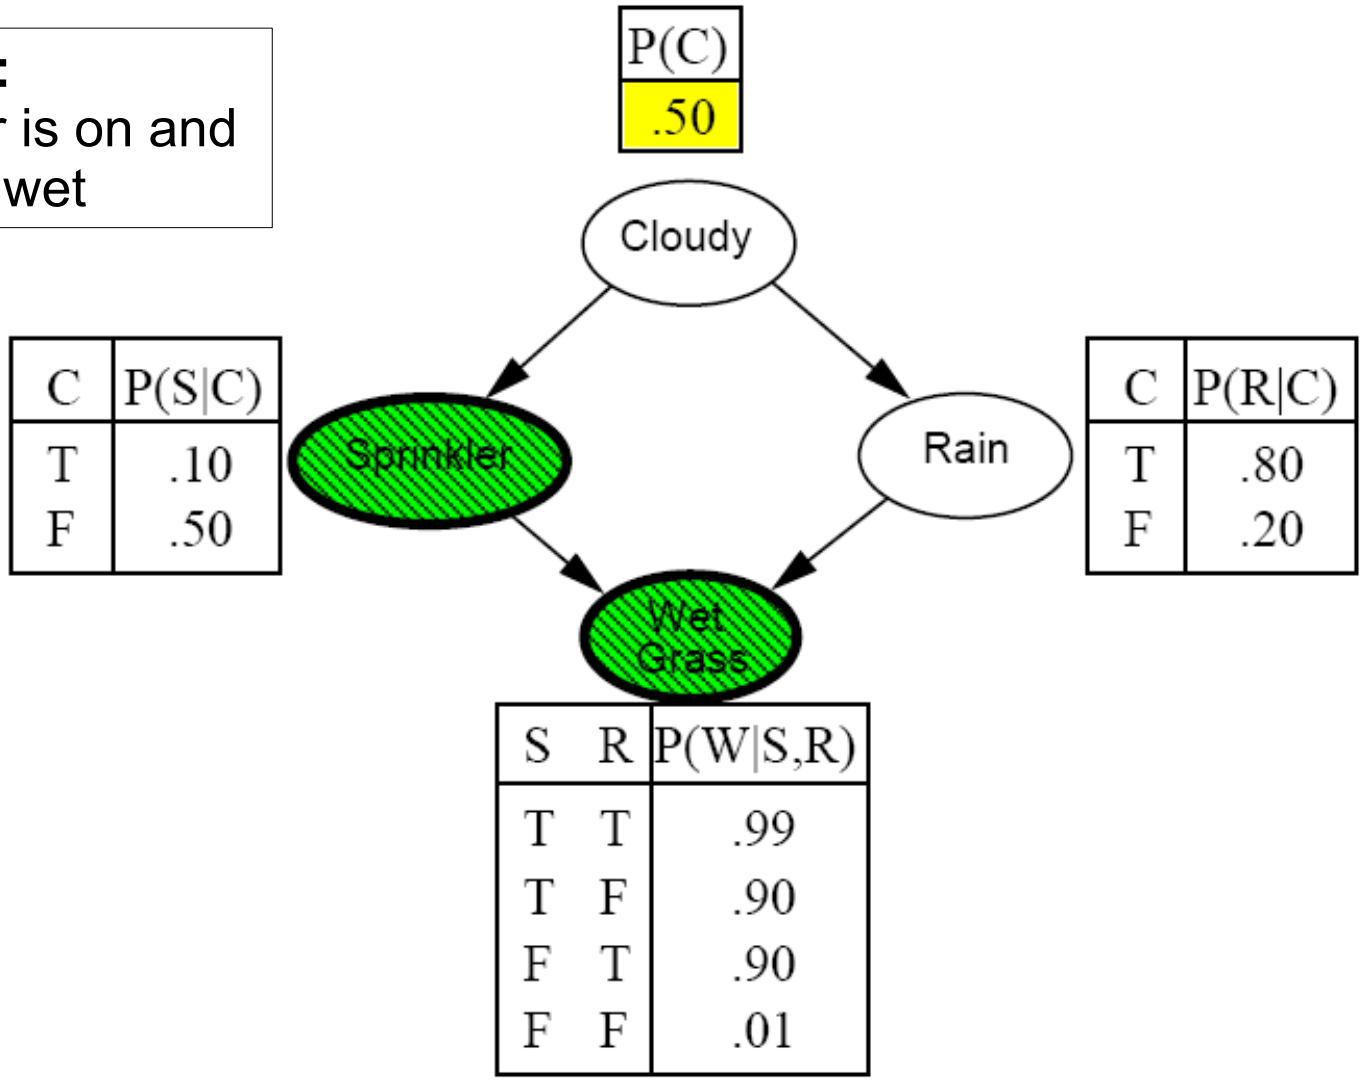 :
r is on and
wet
P(C)
.50
Cloudy
C P(S|C)
T .10
F .50
Sprinkler
Rain
C P(R|C)
T .80
F .20
Wet
Grass
S R P(W|S,R)
T T .99
T F .90
F T .90
F F .01